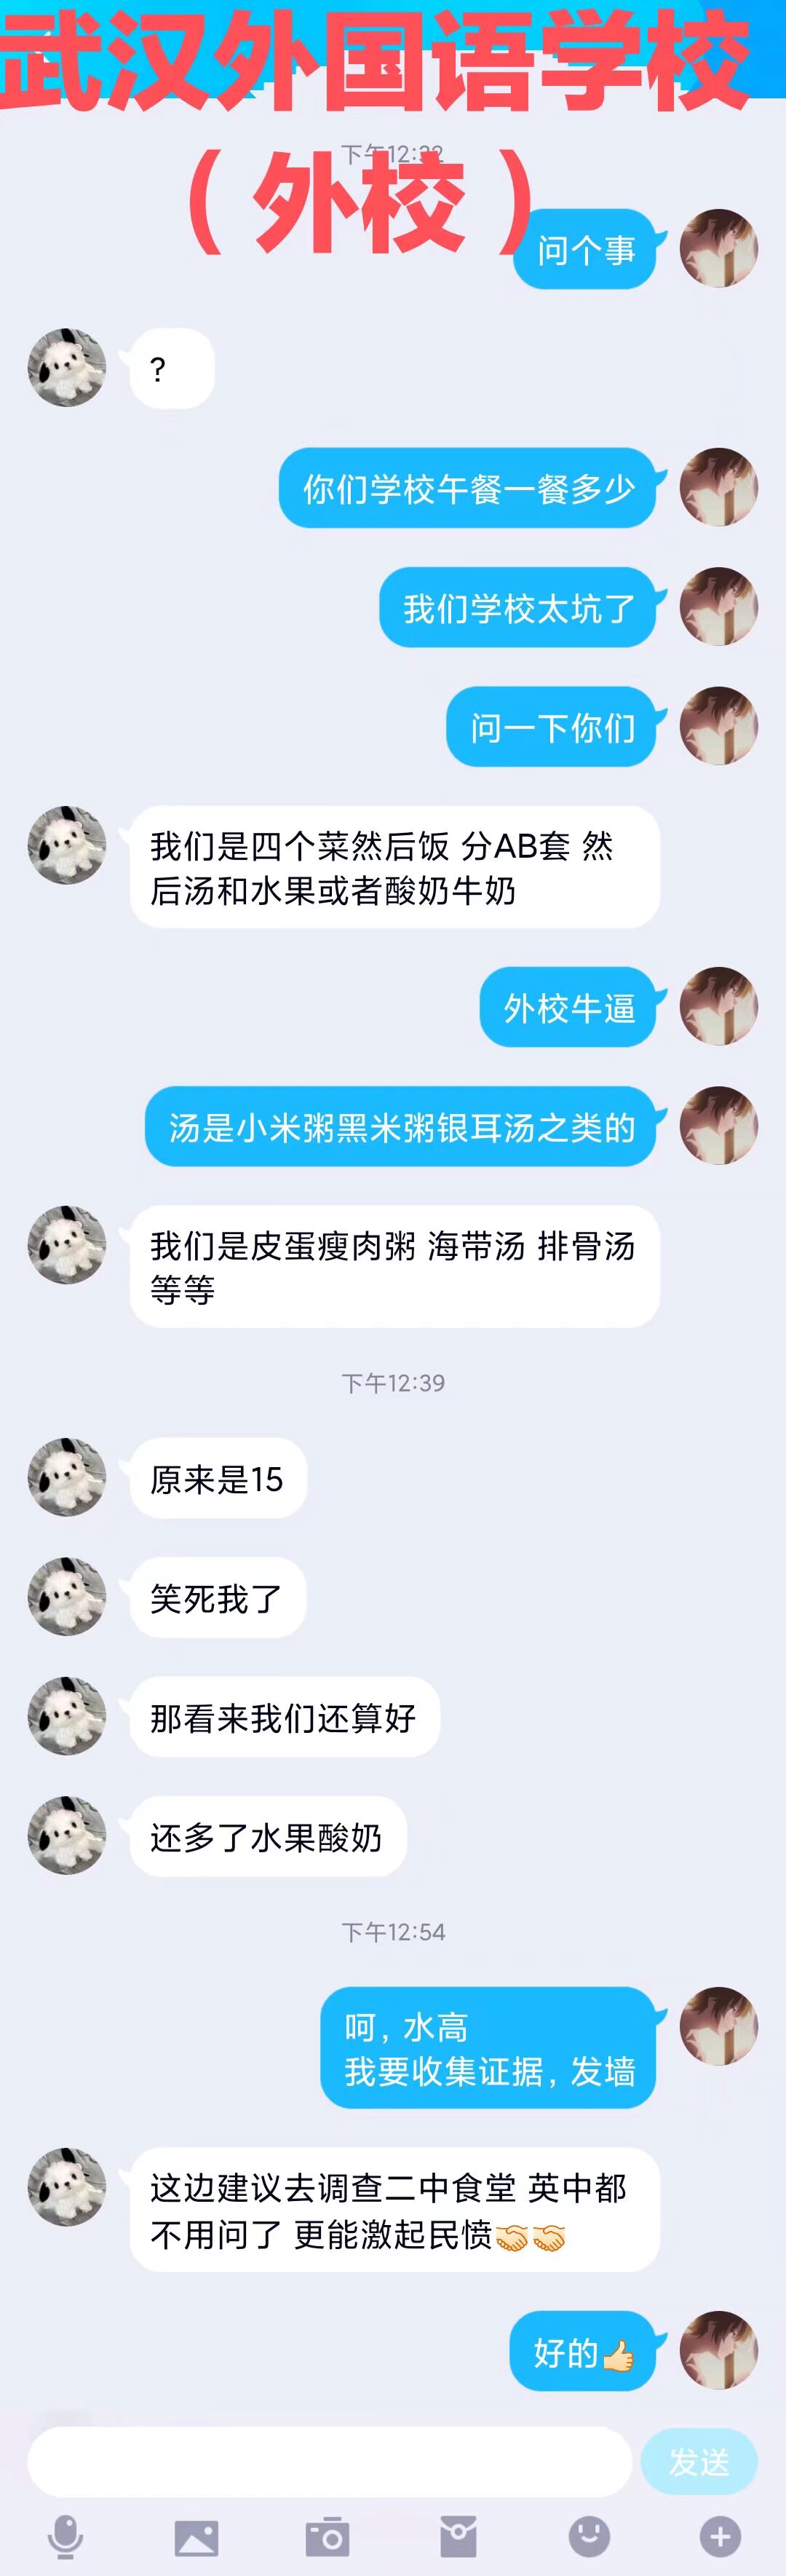 武汉外国语学校
（外校）
下午12:32
问个事
?
你们学校午餐一餐多少
我们学校太坑了
问一下你们
我们是四个菜然后饭 分AB套 然
后汤和水果或者酸奶牛奶
外校牛逼
汤是小米粥黑米粥银耳汤之类的
我们是皮蛋瘦肉粥 海带汤 排骨汤
等等
下午12:39
原来是15
笑死我了
那看来我们还算好
还多了水果酸奶
下午12:54
呵，水高
我要收集证据，发墙
这边建议去调查二中食堂 英中都
不用问了 更能激起民愤🤝🤝
好的👍
发送